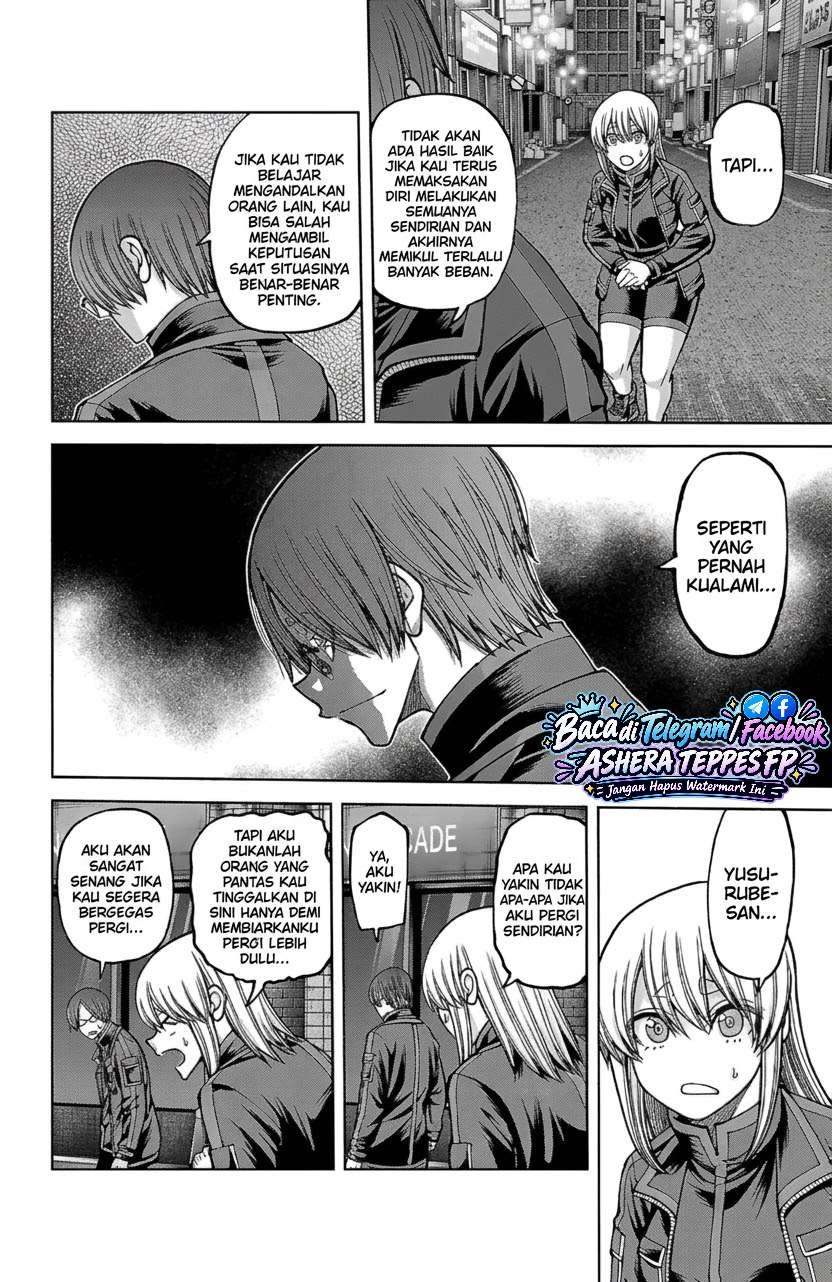 TAPI...
TIDAK AKAN
ADA HASIL BAIK
JIKA KAU TERUS
MEMAKSAKAN
DIRI MELAKUKAN
SEMUANYA
SENDIRIAN DAN
AKHIRNYA
MEMIKUL TERLALU
BANYAK BEBAN.
JIKA KAU TIDAK
BELAJAR
MENGANDALKAN
ORANG LAIN, KAU
BISA SALAH
MENGAMBIL
KEPUTUSAN
SAAT SITUASINYA
BENAR-BENAR
PENTING.
SEPERTI
YANG
PERNAH
KUALAMI...
Baca di Telegram/Facebook
ASHERA TEPPES FP
Jangan Hapus Watermark Ini
YUSU-
RUBE-
SAN...
APA KAU
YAKIN TIDAK
APA-APA JIKA
AKU PERGI
SENDIRIAN?
YA,
AKU
YAKIN!
CADE
TAPI AKU
BUKANLAH
ORANG YANG
PANTAS KAU
TINGGALKAN DI
SINI HANYA DEMI
MEMBIARKANKU
PERGI LEBIH
DULU...
AKU AKAN
SANGAT
SENANG JIKA
KAU SEGERA
BERGEGAS
PERGI...